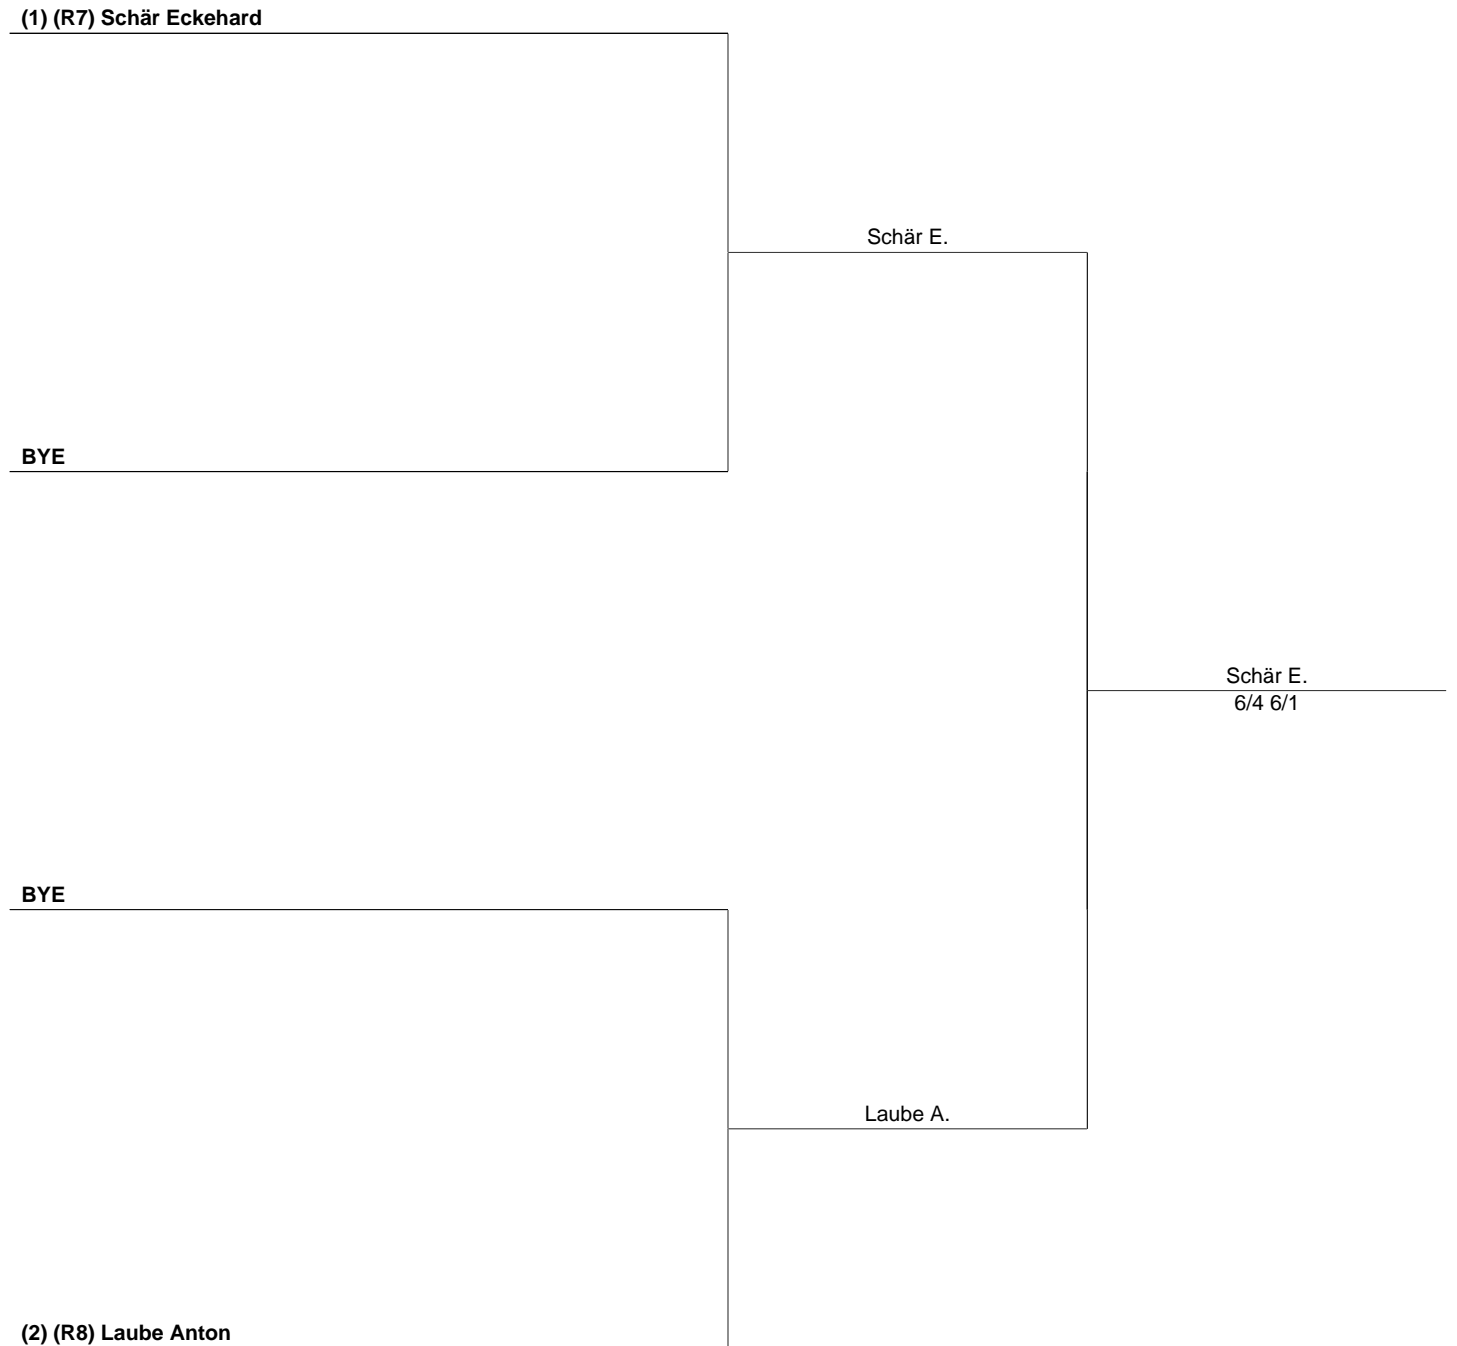 (1) (R7) Schär Eckehard
Schär E.
BYE
Schär E.
6/4 6/1
BYE
Laube A.
(2) (R8) Laube Anton